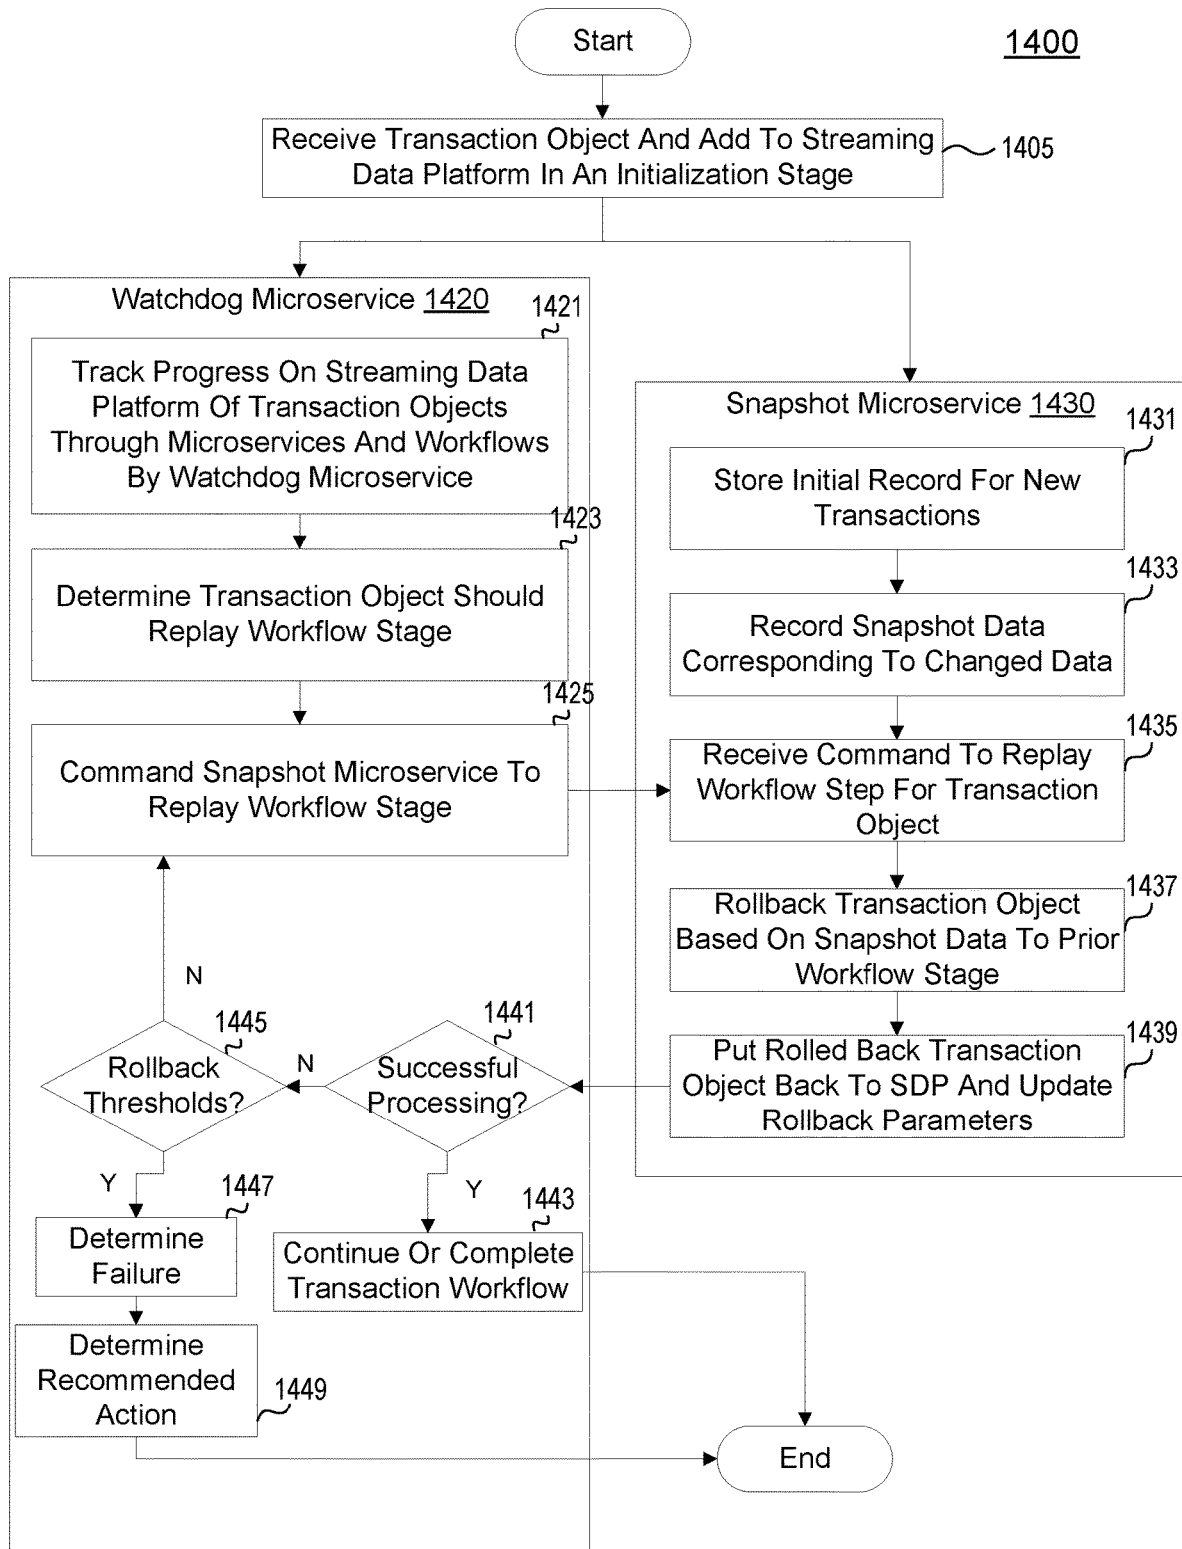 Start
1400
Receive Transaction Object And Add To Streaming
Data Platform In An Initialization Stage
1405
Watchdog Microservice 1420
1421
Track Progress On Streaming Data
Platform Of Transaction Objects
Through Microservices And Workflows
By Watchdog Microservice
1423
Determine Transaction Object Should
Replay Workflow Stage
1425
Command Snapshot Microservice To
Replay Workflow Stage
Snapshot Microservice 1430
1431
Store Initial Record For New
Transactions
1433
Record Snapshot Data
Corresponding To Changed Data
1435
Receive Command To Replay
Workflow Step For Transaction
Object
1437
Rollback Transaction Object
Based On Snapshot Data To Prior
Workflow Stage
1439
Put Rolled Back Transaction
Object Back To SDP And Update
Rollback Parameters
1441
Successful
Processing?
N
Y
1445
Rollback
Thresholds?
N
Y
1443
Continue Or Complete
Transaction Workflow
1447
Determine
Failure
Determine
Recommended
Action
1449
End